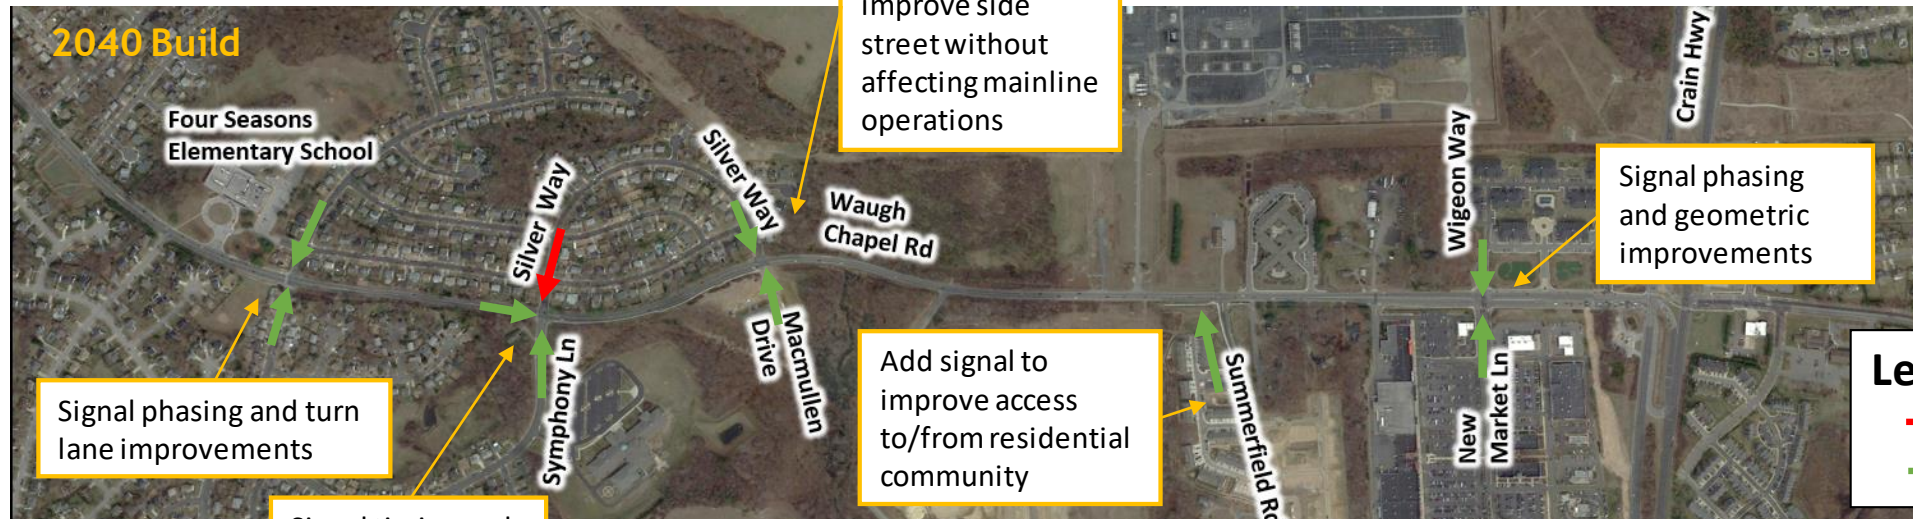 2040 Build
improve side
street without
affecting mainline
operations
Crain Hwy
Four Seasons
Elementary School
Silver Way
Silver Way
Waugh
Chapel Rd
Wigeon Way
Signal phasing
and geometric
improvements
Signal phasing and turn
lane improvements
Symphony Ln
Macmullen
Drive
Add signal to
improve access
to/from residential
community
Summerfield Rd
New
Market Ln